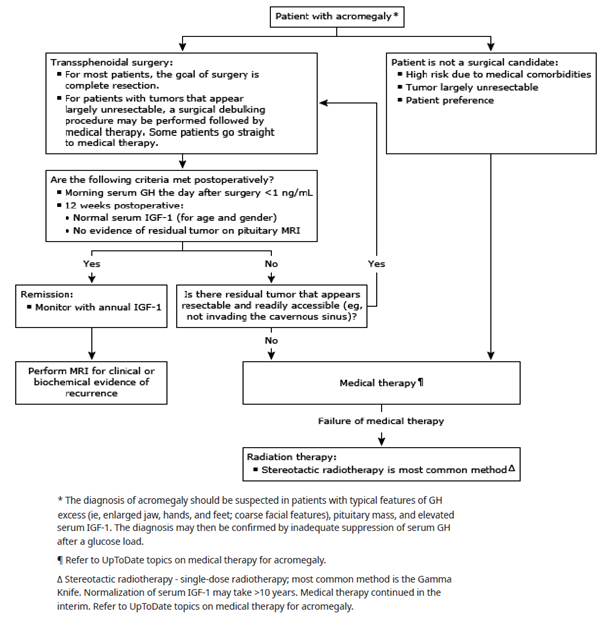 Patient with acromegaly*
Transsphenoidal surgery:
▪ For most patients, the goal of surgery is
complete resection.
▪ For patients with tumors that appear
largely unresectable, a surgical debulking
procedure may be performed followed by
medical therapy. Some patients go straight
to medical therapy.
Patient is not a surgical candidate:
▪ High risk due to medical comorbidities
▪ Tumor largely unresectable
▪ Patient preference
Are the following criteria met postoperatively?
▪ Morning serum GH the day after surgery <1 ng/mL
▪ 12 weeks postoperative:
• Normal serum IGF-1 (for age and gender)
• No evidence of residual tumor on pituitary MRI
Yes
No
Yes
Remission:
▪ Monitor with annual IGF-1
Is there residual tumor that appears
resectable and readily accessible (eg,
not invading the cavernous sinus)?
No
Perform MRI for clinical or
biochemical evidence of
recurrence
Medical therapy¶
Failure of medical therapy
Radiation therapy:
▪ Stereotactic radiotherapy is most common methodΔ
* The diagnosis of acromegaly should be suspected in patients with typical features of GH
excess (ie, enlarged jaw, hands, and feet; coarse facial features), pituitary mass, and elevated
serum IGF-1. The diagnosis may then be confirmed by inadequate suppression of serum GH
after a glucose load.
¶ Refer to UpToDate topics on medical therapy for acromegaly.
Δ Stereotactic radiotherapy - single-dose radiotherapy; most common method is the Gamma
Knife. Normalization of serum IGF-1 may take >10 years. Medical therapy continued in the
interim. Refer to UpToDate topics on medical therapy for acromegaly.